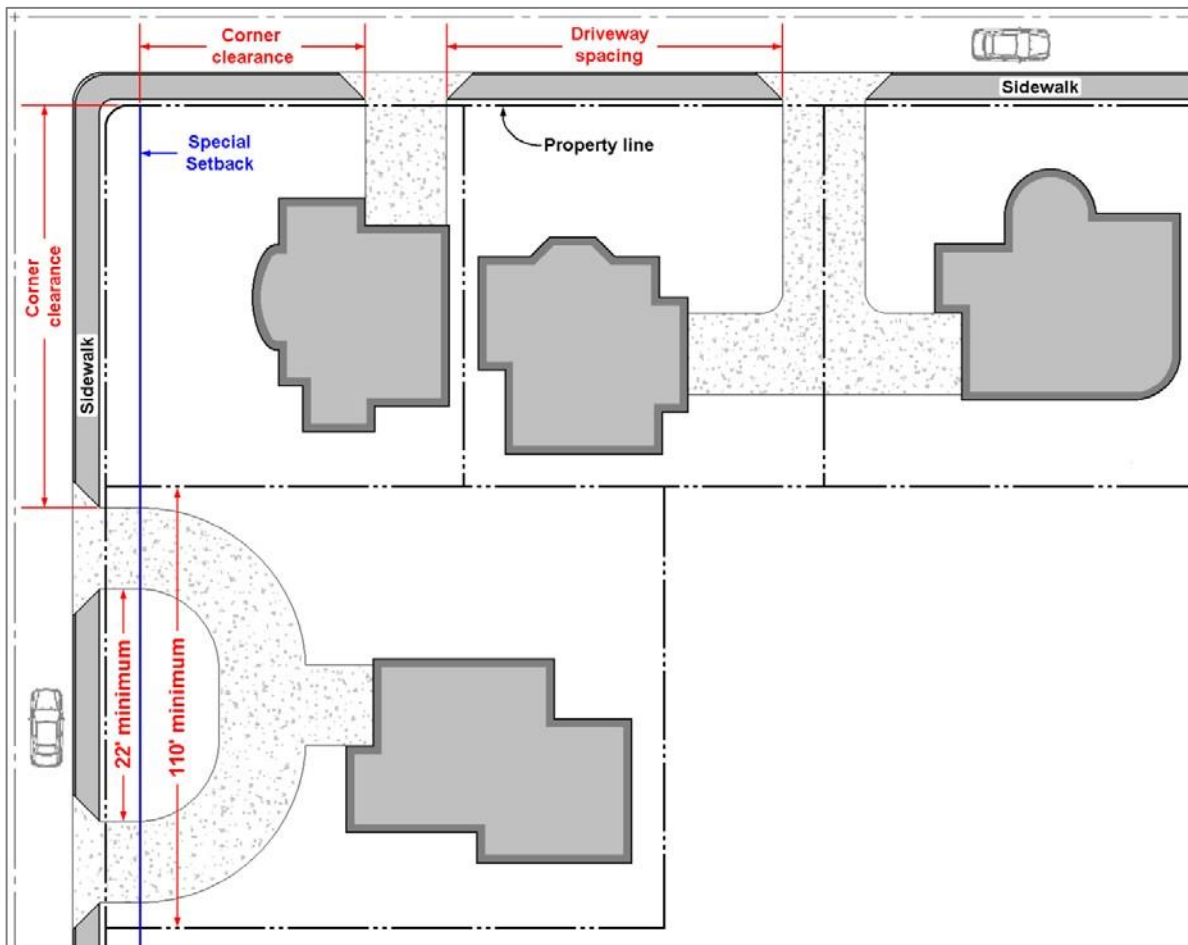 Corner
clearance
Driveway
spacing
Sidewalk
Special
Setback
Property line
Corner
clearance
Sidewalk
22' minimum
110' minimum